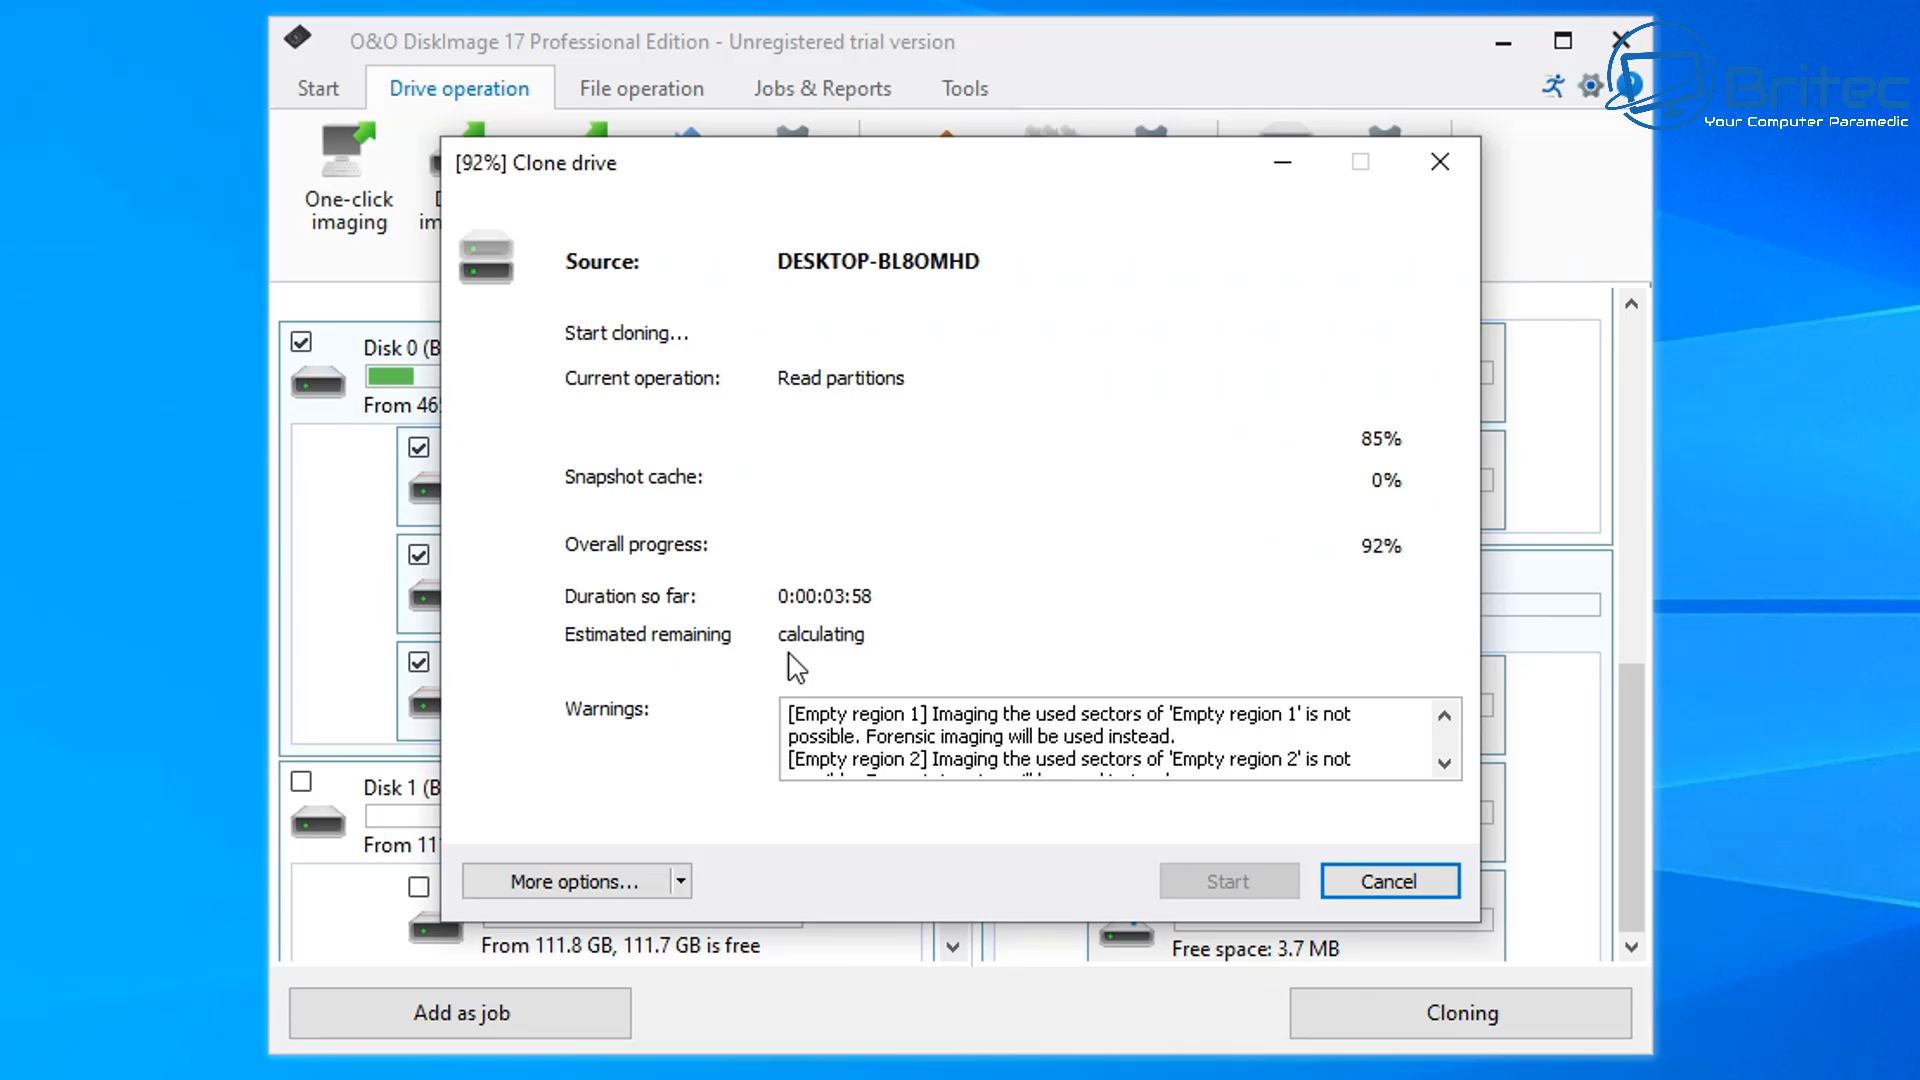 O&O DiskImage 17 Professional Edition - Unregistered trial version
Britec
Your Computer Paramedic
Start
Drive operation
File operation
Jobs & Reports
Tools
One-click
imaging
[92%] Clone drive
Source: DESKTOP-BL8OMHD
Start cloning...
Current operation: Read partitions
85%
Snapshot cache: 0%
Overall progress: 92%
Duration so far: 0:00:03:58
Estimated remaining calculating
Warnings:
[Empty region 1] Imaging the used sectors of 'Empty region 1' is not
possible. Forensic imaging will be used instead.
[Empty region 2] Imaging the used sectors of 'Empty region 2' is not
More options...
Start
Cancel
Disk 0 (B
From 465
Disk 1 (B
From 11
From 111.8 GB, 111.7 GB is free
Free space: 3.7 MB
Add as job
Cloning